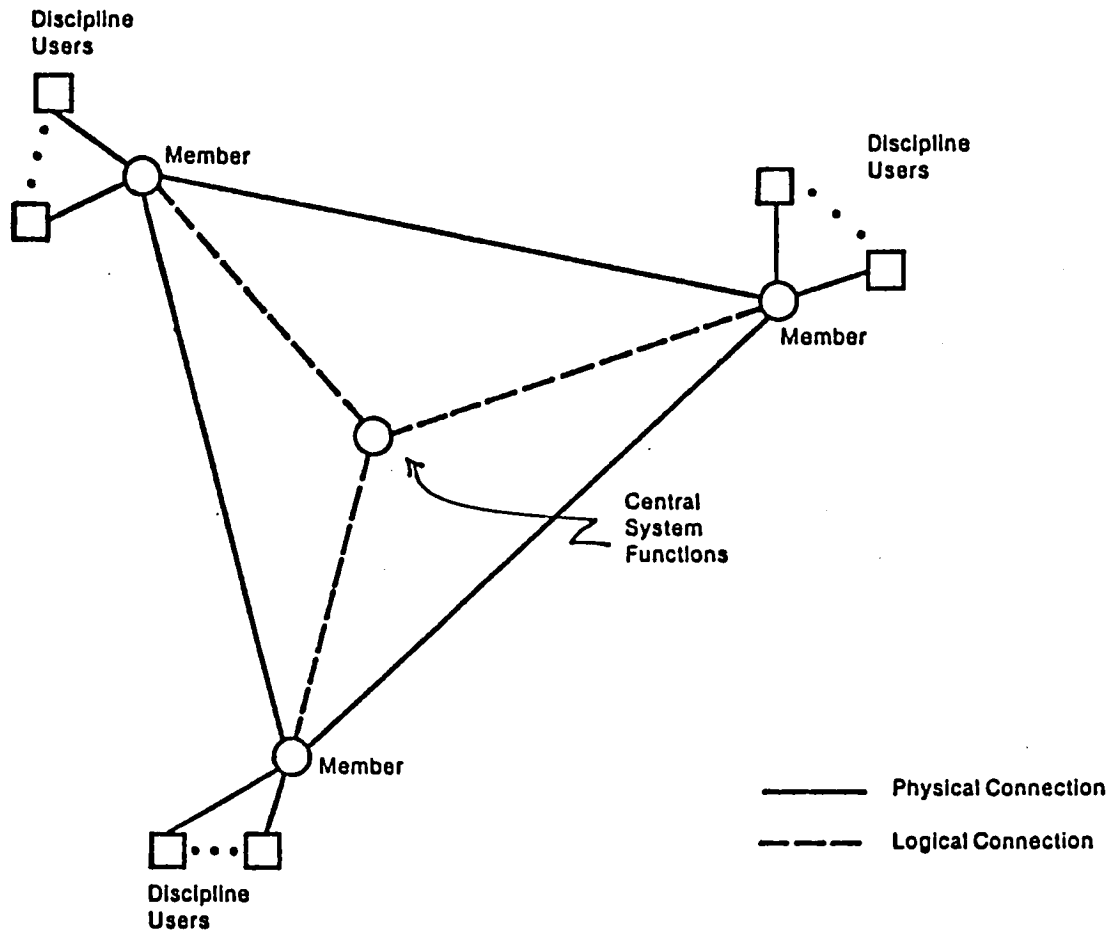 Discipline
Users
Member
Discipline
Users
Member
Central
System
Functions
Member
Physical Connection
Logical Connection
Discipline
Users